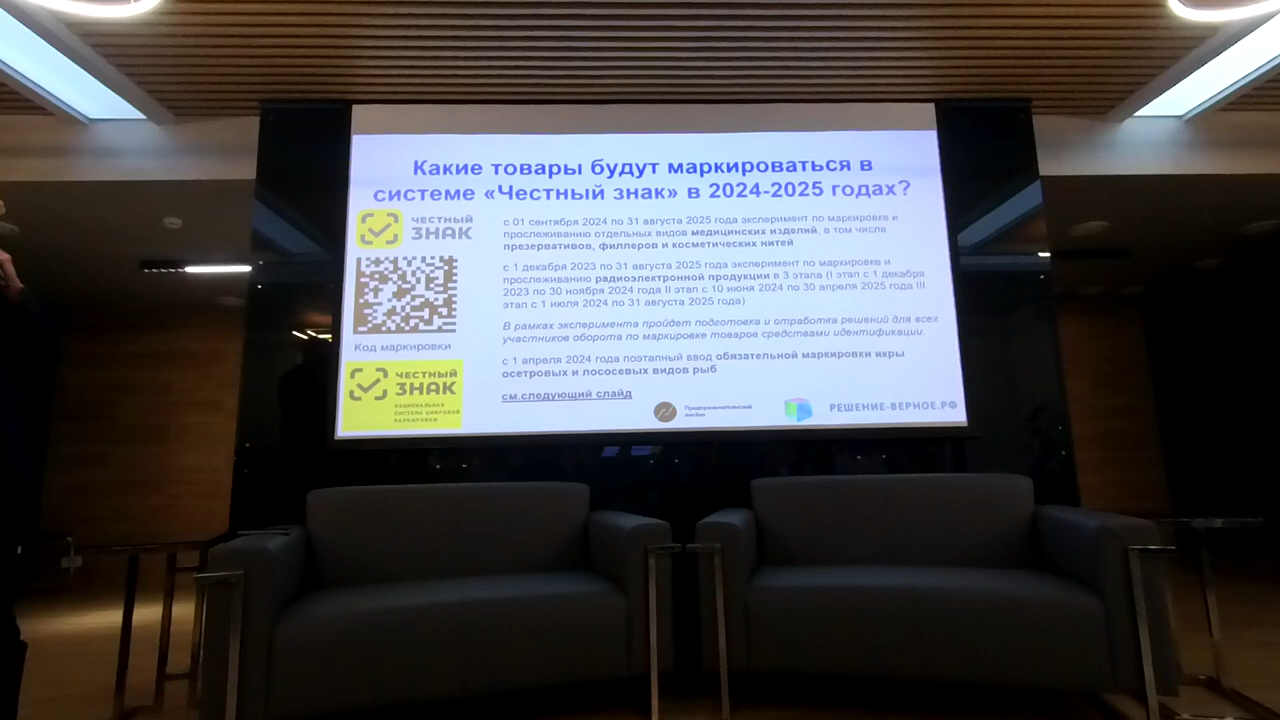 Какие товары будут маркироваться в
системе «Честный знак» в 2024-2025 годах?
ЧЕСТНЫЙ
ЗНАК
Код маркировки
ЧЕСТНЫЙ
ЗНАК
НАЦИОНАЛЬНАЯ
СИСТЕМА ЦИФРОВОЙ
МАРКИРОВКИ
с 01 сентября 2024 по 31 августа 2025 года эксперимент по маркировке и
прослеживанию отдельных видов медицинских изделий, в том числе
презервативов, филлеров и косметических нитей
с 1 декабря 2023 по 31 августа 2025 года эксперимент по маркировке и
прослеживанию радиоэлектронной продукции в 3 этапа (I этап с 1 декабря
2023 по 30 ноября 2024 года II этап с 10 июня 2024 по 30 апреля 2025 года III
этап с 1 июля 2024 по 31 августа 2025 года)
В рамках эксперимента пройдет подготовка и отработка решений для всех
участников оборота по маркировке товаров средствами идентификации.
с 1 апреля 2024 года поэтапный ввод обязательной маркировки икры
осетровых и лососевых видов рыб
см.следующий слайд
Предпринимательский
РЕШЕНИЕ-ВЕРНОЕ.РФ